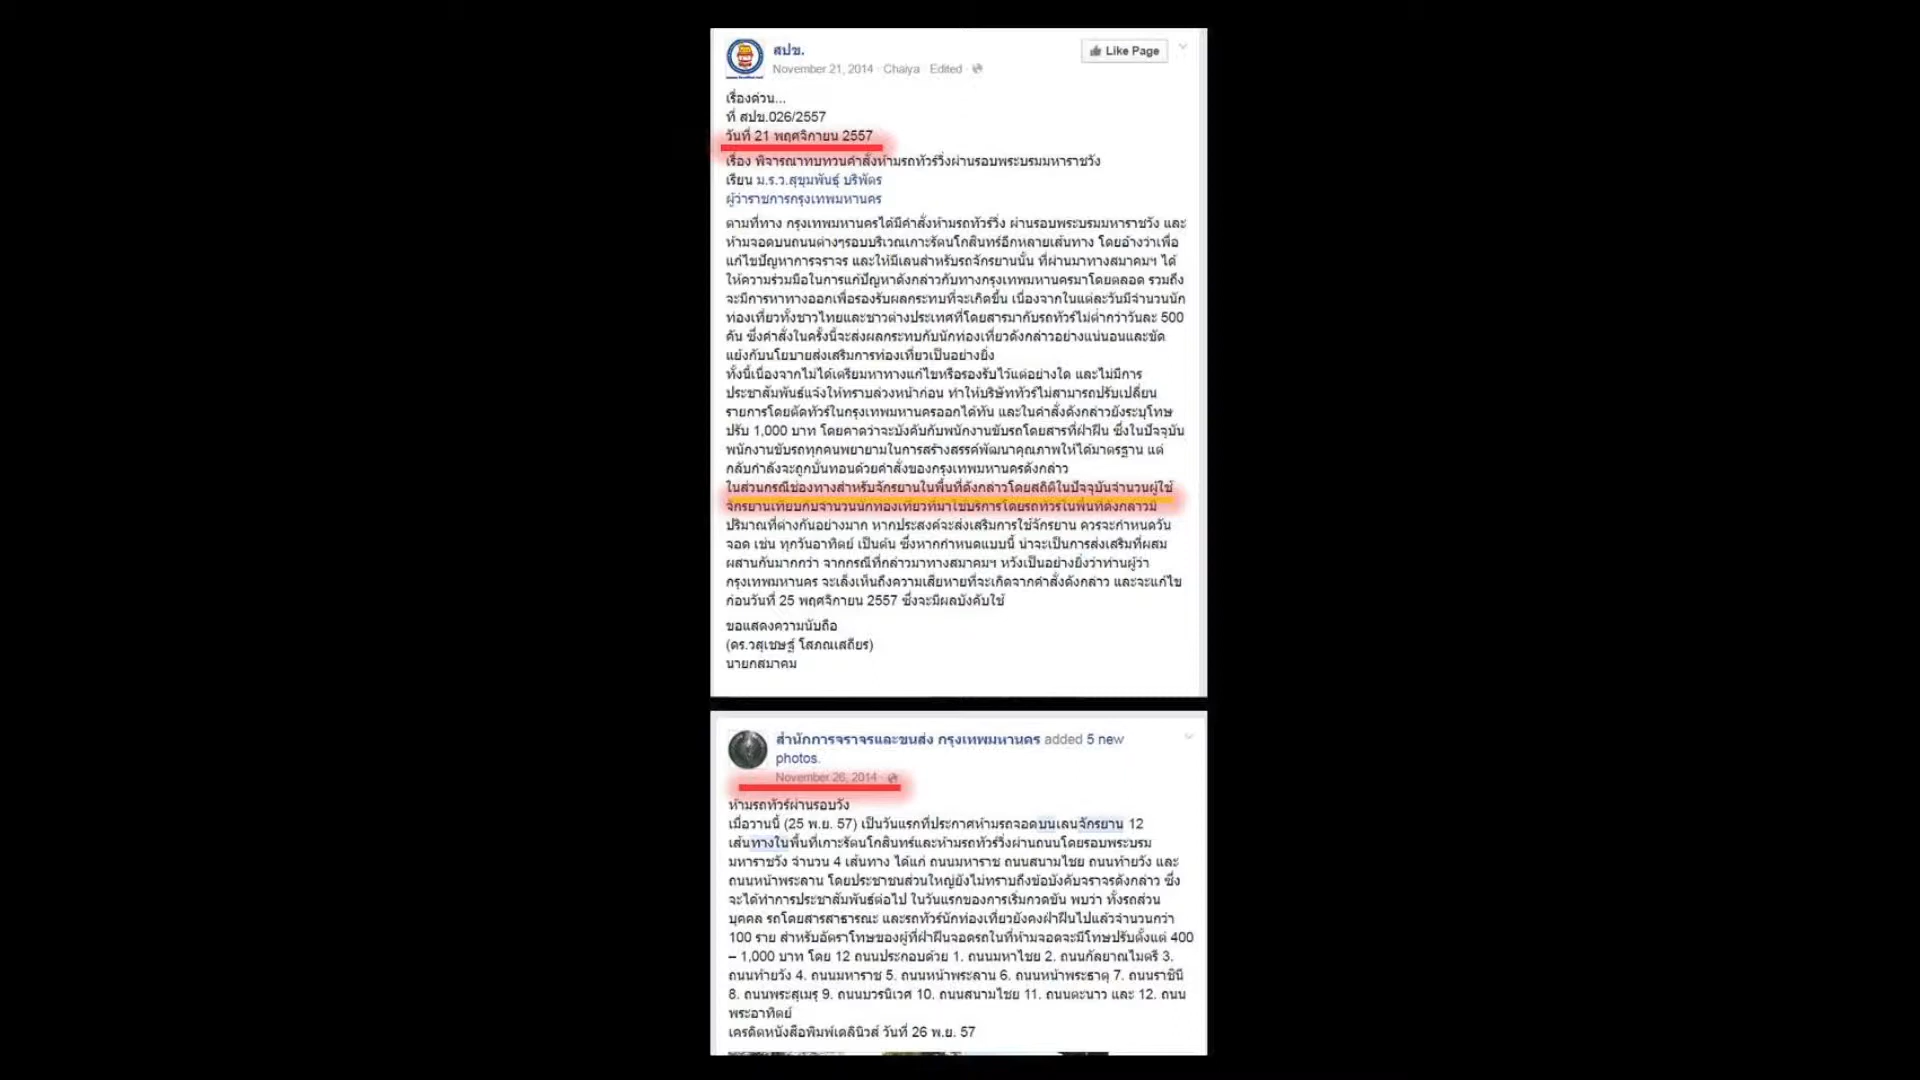 สปข.
Like Page
November 21, 2014 · Chaiya · Edited ·
เรื่องด่วน...
ที่ สปข.026/2557
วันที่ 21 พฤศจิกายน 2557
เรื่อง พิจารณาทบทวนคำสั่งห้ามรถทัวร์วิ่งผ่านรอบพระบรมมหาราชวัง
เรียน ม.ร.ว.สุขุมพันธุ์ บริพัตร
ผู้ว่าราชการกรุงเทพมหานคร
ตามที่ทาง กรุงเทพมหานครได้มีคำสั่งห้ามรถทัวร์วิ่ง ผ่านรอบพระบรมมหาราชวัง และ
ห้ามจอดบนถนนต่างๆรอบบริเวณเกาะรัตนโกสินทร์อีกหลายเส้นทาง โดยอ้างว่าเพื่อ
แก้ไขปัญหาการจราจร และให้มีเลนสำหรับรถจักรยานนั้น ที่ผ่านมาทางสมาคมฯ ได้
ให้ความร่วมมือในการแก้ปัญหาดังกล่าวกับทางกรุงเทพมหานครมาโดยตลอด รวมถึง
จะมีการหาทางออกเพื่อรองรับผลกระทบที่จะเกิดขึ้น เนื่องจากในแต่ละวันมีจำนวนนัก
ท่องเที่ยวทั้งชาวไทยและชาวต่างประเทศที่โดยสารมากับรถทัวร์ไม่ต่ำกว่าวันละ 500
คัน ซึ่งคำสั่งในครั้งนี้จะส่งผลกระทบกับนักท่องเที่ยวดังกล่าวอย่างแน่นอนและขัด
แย้งกับนโยบายส่งเสริมการท่องเที่ยวเป็นอย่างยิ่ง
ทั้งนี้เนื่องจากไม่ได้เตรียมหาทางแก้ไขหรือรองรับไว้แต่อย่างใด และไม่มีการ
ประชาสัมพันธ์แจ้งให้ทราบล่วงหน้าก่อน ทำให้บริษัททัวร์ไม่สามารถปรับเปลี่ยน
รายการโดยตัดทัวร์ในกรุงเทพมหานครออกได้ทัน และในคำสั่งดังกล่าวยังระบุโทษ
ปรับ 1,000 บาท โดยคาดว่าจะบังคับกับพนักงานขับรถโดยสารที่ฝ่าฝืน ซึ่งในปัจจุบัน
พนักงานขับรถทุกคนพยายามในการสร้างสรรค์พัฒนาคุณภาพให้ได้มาตรฐาน แต่
กลับกำลังจะถูกบั่นทอนด้วยคำสั่งของกรุงเทพมหานครดังกล่าว
ในส่วนกรณีช่องทางสำหรับจักรยานในพื้นที่ดังกล่าวโดยสถิติในปัจจุบันจำนวนผู้ใช้
จักรยานเทียบกับจำนวนนักท่องเที่ยวที่มาใช้บริการโดยรถทัวร์ในพื้นที่ดังกล่าวมี
ปริมาณที่ต่างกันอย่างมาก หากประสงค์จะส่งเสริมการใช้จักรยาน ควรจะกำหนดวัน
จอด เช่น ทุกวันอาทิตย์ เป็นต้น ซึ่งหากกำหนดแบบนี้ น่าจะเป็นการส่งเสริมที่ผสม
ผสานกันมากกว่า จากกรณีที่กล่าวมาทางสมาคมฯ หวังเป็นอย่างยิ่งว่าท่านผู้ว่า
กรุงเทพมหานคร จะเล็งเห็นถึงความเสียหายที่จะเกิดจากคำสั่งดังกล่าว และจะแก้ไข
ก่อนวันที่ 25 พฤศจิกายน 2557 ซึ่งจะมีผลบังคับใช้
ขอแสดงความนับถือ
(ดร.วสุเชษฐ์ โสภณเสถียร)
นายกสมาคม
สำนักการจราจรและขนส่ง กรุงเทพมหานคร added 5 new
photos.
November 26, 2014 ·
ห้ามรถทัวร์ผ่านรอบวัง
เมื่อวานนี้ (25 พ.ย. 57) เป็นวันแรกที่ประกาศห้ามรถจอดบนเลนจักรยาน 12
เส้นทางในพื้นที่เกาะรัตนโกสินทร์และห้ามรถทัวร์วิ่งผ่านถนนโดยรอบพระบรม
มหาราชวัง จำนวน 4 เส้นทาง ได้แก่ ถนนมหาราช ถนนสนามไชย ถนนท้ายวัง และ
ถนนหน้าพระลาน โดยประชาชนส่วนใหญ่ยังไม่ทราบถึงข้อบังคับจราจรดังกล่าว ซึ่ง
จะได้ทำการประชาสัมพันธ์ต่อไป ในวันแรกของการเริ่มกวดขัน พบว่า ทั้งรถส่วน
บุคคล รถโดยสารสาธารณะ และรถทัวร์นักท่องเที่ยวยังคงฝ่าฝืนไปแล้วจำนวนกว่า
100 ราย สำหรับอัตราโทษของผู้ที่ฝ่าฝืนจอดรถในที่ห้ามจอดจะมีโทษปรับตั้งแต่ 400
– 1,000 บาท โดย 12 ถนนประกอบด้วย 1. ถนนมหาไชย 2. ถนนกัลยาณไมตรี 3.
ถนนท้ายวัง 4. ถนนมหาราช 5. ถนนหน้าพระลาน 6. ถนนหน้าพระธาตุ 7. ถนนราชินี
8. ถนนพระสุเมรุ 9. ถนนบวรนิเวศ 10. ถนนสนามไชย 11. ถนนตะนาว และ 12. ถนน
พระอาทิตย์
เครดิตหนังสือพิมพ์เดลินิวส์ วันที่ 26 พ.ย. 57